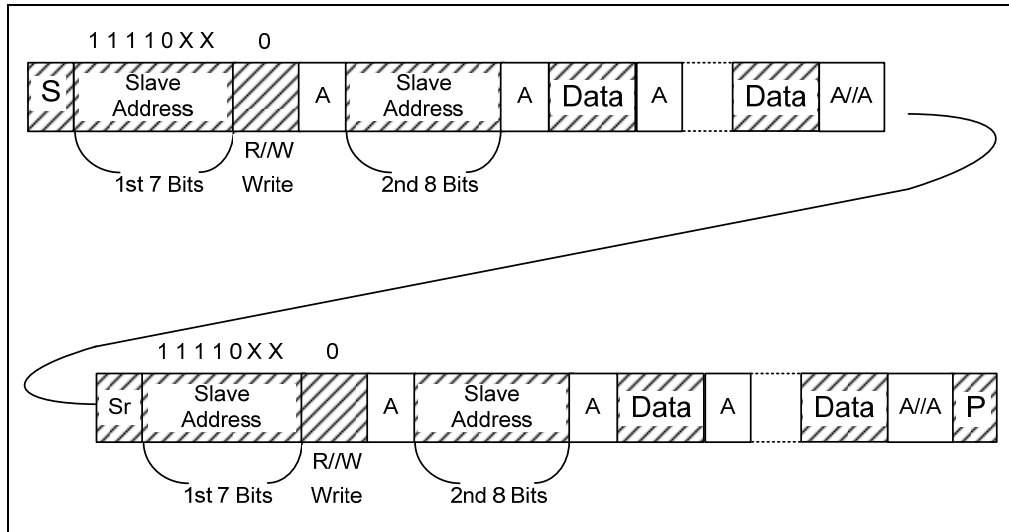 1 1 1 1 0 X X 0
S Slave Address A Slave Address A Data A Data A//A
R//W
1st 7 Bits Write 2nd 8 Bits
1 1 1 1 0 X X 0
Sr Slave Address A Slave Address A Data A Data A//A P
R//W
1st 7 Bits Write 2nd 8 Bits